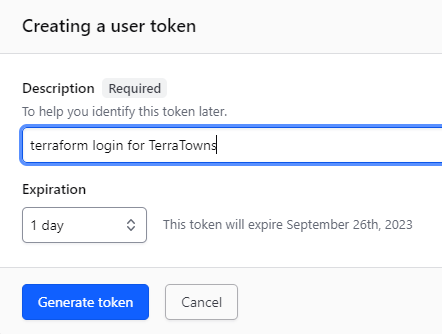 Creating a user token
Description Required
To help you identify this token later.
terraform login for TerraTowns
Expiration
1 day This token will expire September 26th, 2023
Generate token Cancel